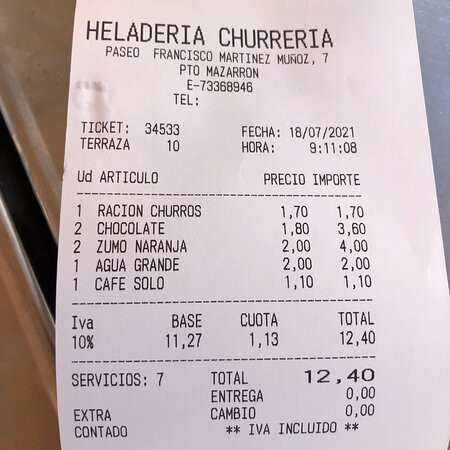 HELADERIA CHURRERIA
PASEO FRANCISCO MARTINEZ MUÑOZ, 7
PTO MAZARRON
E-73368946
TEL:
TICKET: 34533 FECHA: 18/07/2021
TERRAZA 10 HORA: 9:11:08
Ud ARTICULO PRECIO IMPORTE
1 RACION CHURROS 1,70 1,70
2 CHOCOLATE 1,80 3,60
2 ZUMO NARANJA 2,00 4,00
1 AGUA GRANDE 2,00 2,00
1 CAFE SOLO 1,10 1,10
Iva BASE CUOTA TOTAL
10% 11,27 1,13 12,40
SERVICIOS: 7 TOTAL 12,40
ENTREGA 0,00
EXTRA CAMBIO 0,00
CONTADO ** IVA INCLUIDO **